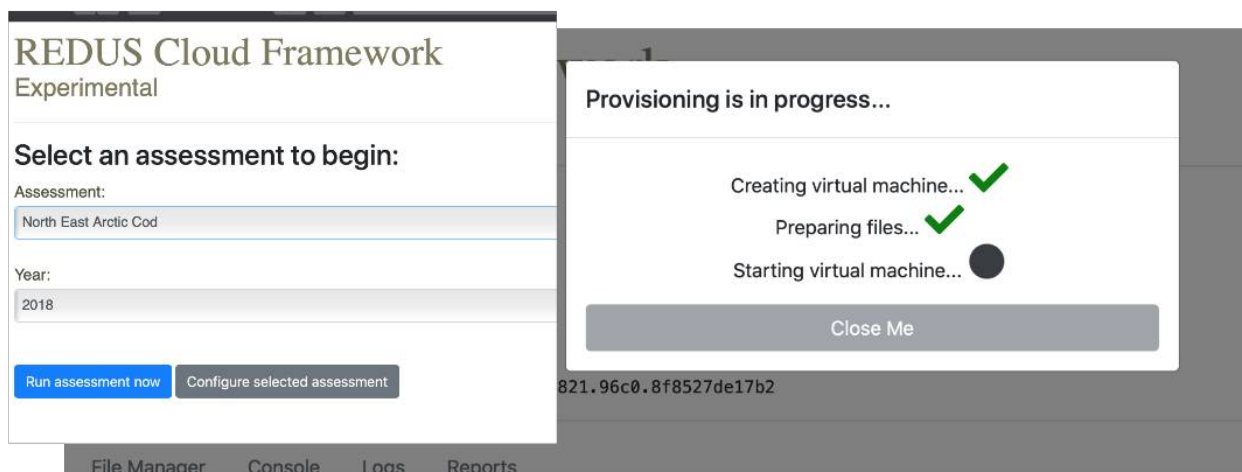 REDUS Cloud Framework
Experimental
Select an assessment to begin:
Assessment:
North East Arctic Cod
Year:
2018
Run assessment now
Configure selected assessment
Provisioning is in progress...
Creating virtual machine...
Preparing files...
Starting virtual machine...
Close Me
821.96c0.8f8527de17b2
File Manager Console Logs Reports